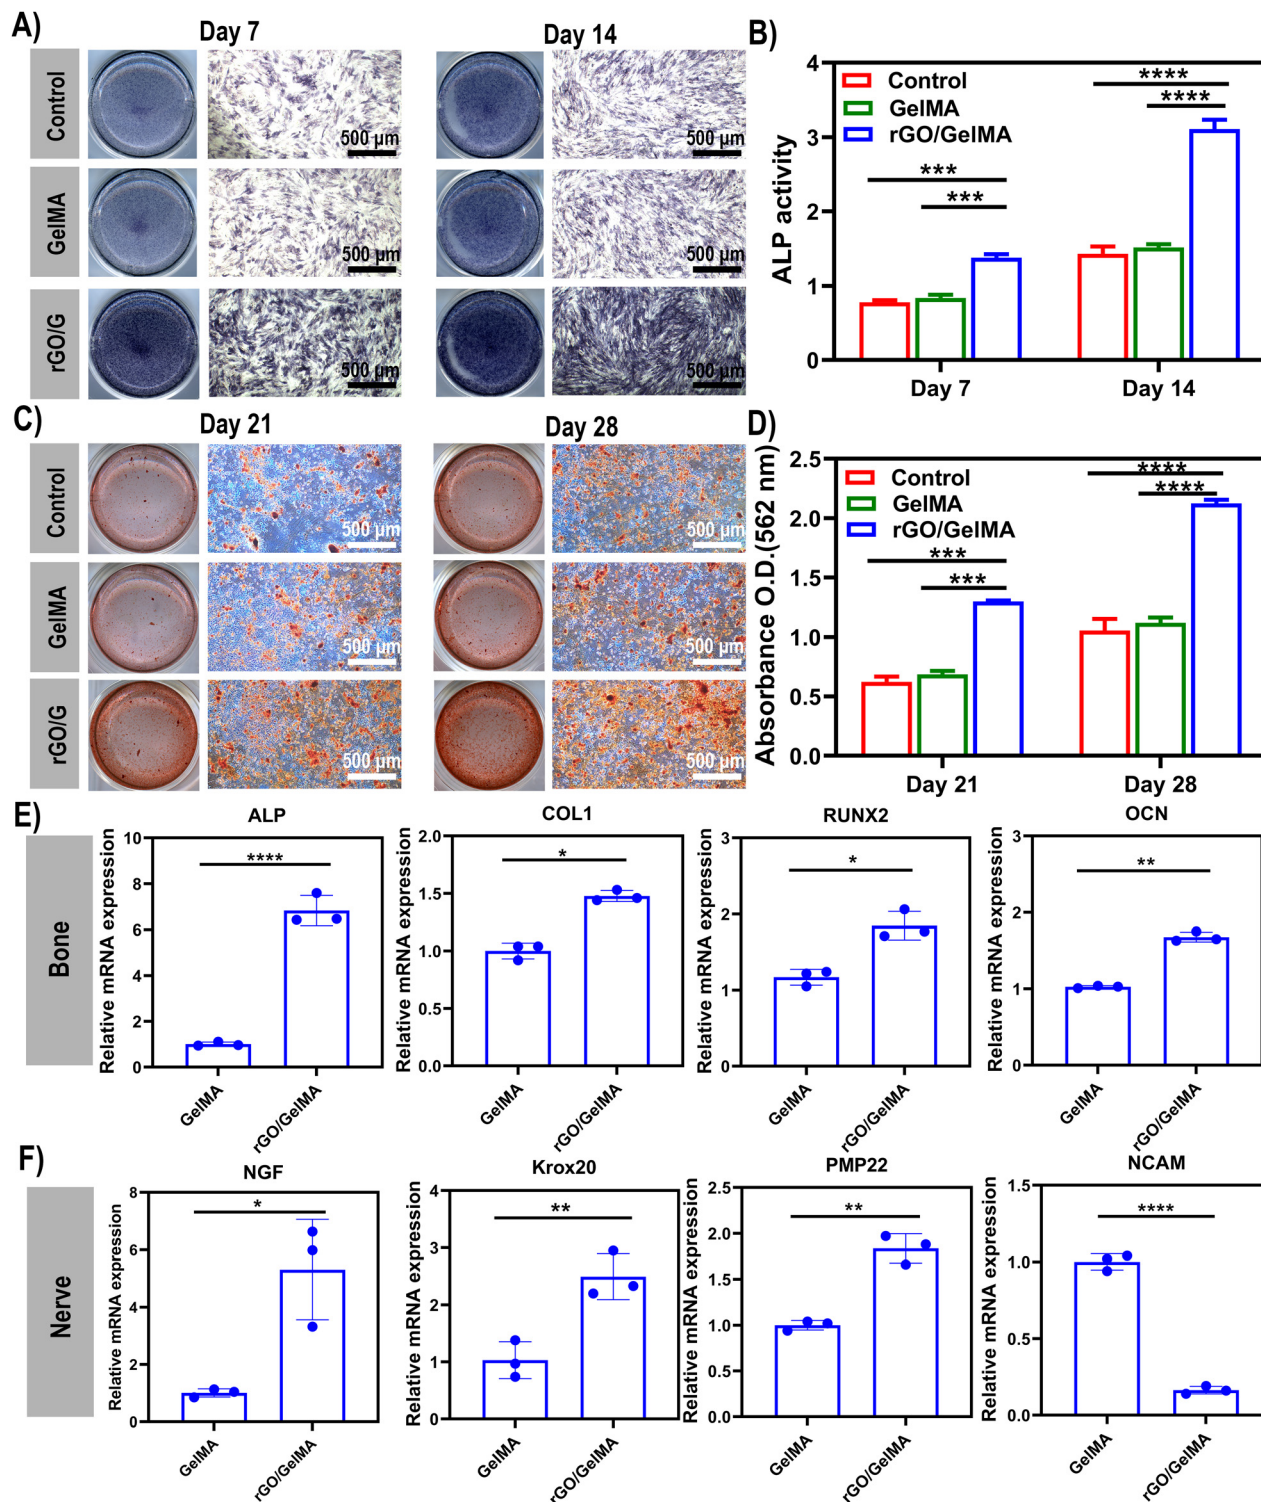 A)
Day 7
Day 14
Control
500 µm
500 µm
GelMA
500 µm
500 µm
rGO/G
500 µm
500 µm
B)
ALP activity
4
3
2
1
0
Control
GelMA
rGO/GelMA
***
***
****
****
Day 7
Day 14
C)
Day 21
Day 28
Control
500 µm
500 µm
GelMA
500 µm
500 µm
rGO/G
500 µm
500 µm
D)
Absorbance O.D.(562 nm)
2.5
2.0
1.5
1.0
0.5
0.0
Control
GelMA
rGO/GelMA
***
***
****
****
Day 21
Day 28
E)
Bone
ALP
Relative mRNA expression
10
8
6
4
2
0
****
GelMA
rGO/GelMA
COL1
Relative mRNA expression
2.0
1.5
1.0
0.5
0.0
*
GelMA
rGO/GelMA
RUNX2
Relative mRNA expression
3
2
1
0
*
GelMA
rGO/GelMA
OCN
Relative mRNA expression
3
2
1
0
**
GelMA
rGO/GelMA
F)
Nerve
NGF
Relative mRNA expression
8
6
4
2
0
*
GelMA
rGO/GelMA
Krox20
Relative mRNA expression
4
3
2
1
0
**
GelMA
rGO/GelMA
PMP22
Relative mRNA expression
2.5
2.0
1.5
1.0
0.5
0.0
**
GelMA
rGO/GelMA
NCAM
Relative mRNA expression
1.5
1.0
0.5
0.0
****
GelMA
rGO/GelMA